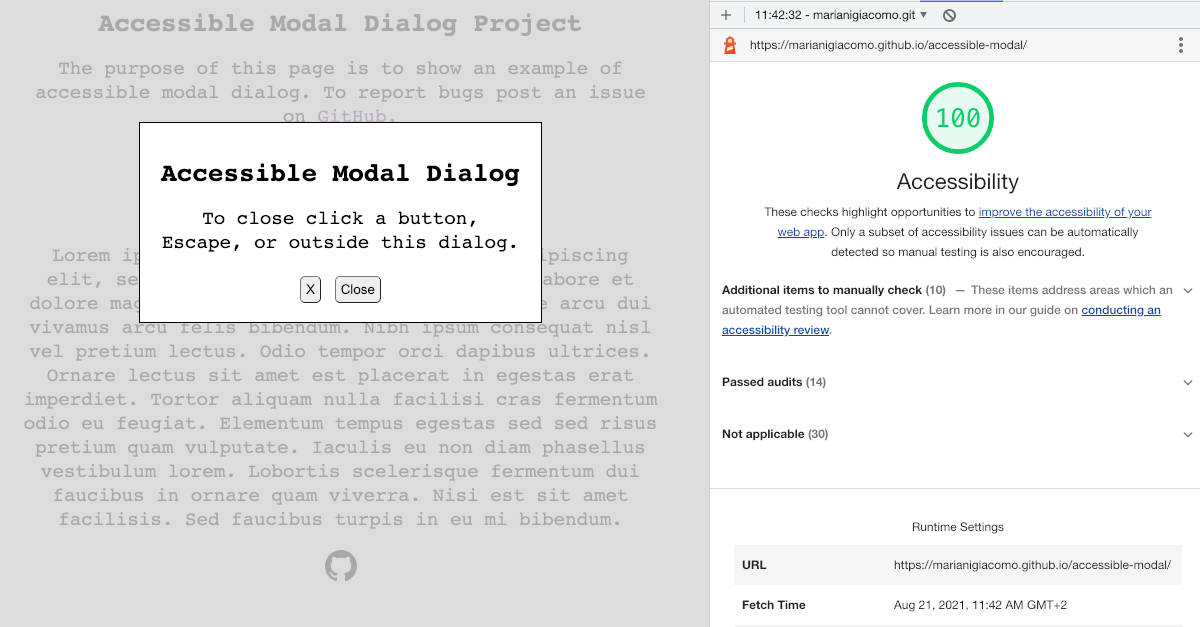 Accessible Modal Dialog Project
The purpose of this page is to show an example of
accessible modal dialog. To report bugs post an issue
on GitHub.
Accessible Modal Dialog
To close click a button,
Escape, or outside this dialog.
X Close
Lorem ip ipiscing
elit, se abore et
dolore mag e arcu dui
vivamus arcu felis bibendum. Nibh ipsum consequat nisl
vel pretium lectus. Odio tempor orci dapibus ultrices.
Ornare lectus sit amet est placerat in egestas erat
imperdiet. Tortor aliquam nulla facilisi cras fermentum
odio eu feugiat. Elementum tempus egestas sed sed risus
pretium quam vulputate. Iaculis eu non diam phasellus
vestibulum lorem. Lobortis scelerisque fermentum dui
faucibus in ornare quam viverra. Nisi est sit amet
facilisis. Sed faucibus turpis in eu mi bibendum.
11:42:32 - marianigiacomo.git
https://marianigiacomo.github.io/accessible-modal/
100
Accessibility
These checks highlight opportunities to improve the accessibility of your
web app. Only a subset of accessibility issues can be automatically
detected so manual testing is also encouraged.
Additional items to manually check (10) — These items address areas which an
automated testing tool cannot cover. Learn more in our guide on conducting an
accessibility review.
Passed audits (14)
Not applicable (30)
Runtime Settings
URL https://marianigiacomo.github.io/accessible-modal/
Fetch Time Aug 21, 2021, 11:42 AM GMT+2